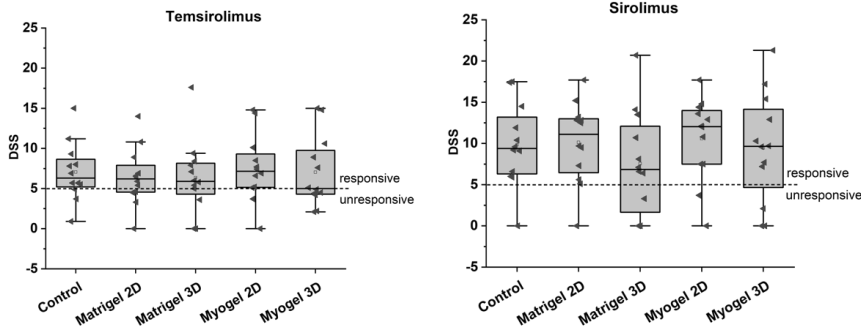 Temsirolimus
25
20
15
10
5
0
-5
DSS
responsive
unresponsive
Control
Matrigel 2D
Matrigel 3D
Myogel 2D
Myogel 3D
Sirolimus
25
20
15
10
5
0
-5
DSS
responsive
unresponsive
Control
Matrigel 2D
Matrigel 3D
Myogel 2D
Myogel 3D